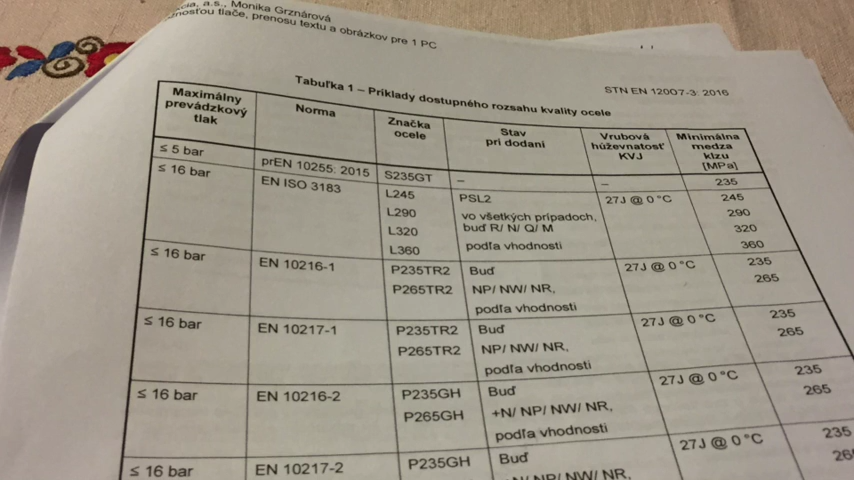 kcia, a.s., Monika Grznárová
žnosťou tlače, prenosu textu a obrázkov pre 1 PC
Tabuľka 1 – Príklady dostupného rozsahu kvality ocele
STN EN 12007-3: 2016
Maximálny prevádzkový tlak | Norma | Značka ocele | Stav pri dodaní | Vrubová húževnatosť KVJ | Minimálna medza klzu [MPa]
≤ 5 bar | prEN 10255: 2015 | S235GT | – | – | 235
≤ 16 bar | EN ISO 3183 | L245 | PSL2 | 27J @ 0 °C | 245
L290 | vo všetkých prípadoch, | 290
L320 | buď R/ N/ Q/ M | 320
L360 | podľa vhodnosti | 360
≤ 16 bar | EN 10216-1 | P235TR2 | Buď | 27J @ 0 °C | 235
P265TR2 | NP/ NW/ NR, | 265
podľa vhodnosti
≤ 16 bar | EN 10217-1 | P235TR2 | Buď | 27J @ 0 °C | 235
P265TR2 | NP/ NW/ NR, | 265
podľa vhodnosti
≤ 16 bar | EN 10216-2 | P235GH | Buď | 27J @ 0 °C | 235
P265GH | +N/ NP/ NW/ NR, | 265
podľa vhodnosti
≤ 16 bar | EN 10217-2 | P235GH | Buď | 27J @ 0 °C | 235
NP/ NW/ NR,